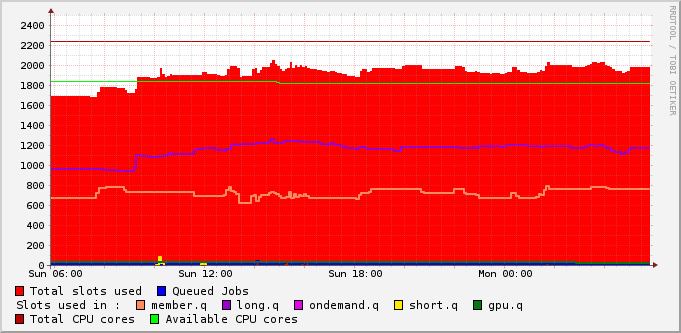 RRDTOOL / TOBI OETIKER
2400
2200
2000
1800
1600
1400
1200
1000
800
600
400
200
0
Sun 06:00 Sun 12:00 Sun 18:00 Mon 00:00
Total slots used Queued Jobs
Slots used in : member.q long.q ondemand.q short.q gpu.q
Total CPU cores Available CPU cores